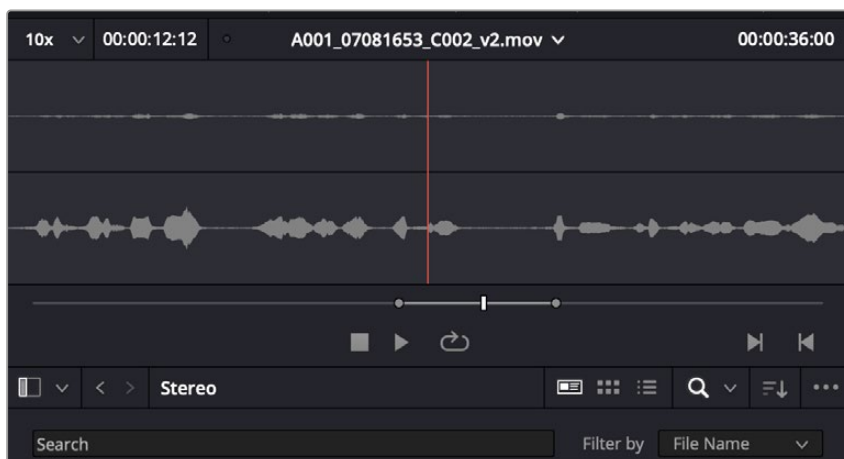 10x 00:00:12:12 A001_07081653_C002_v2.mov 00:00:36:00
Stereo
Search Filter by File Name